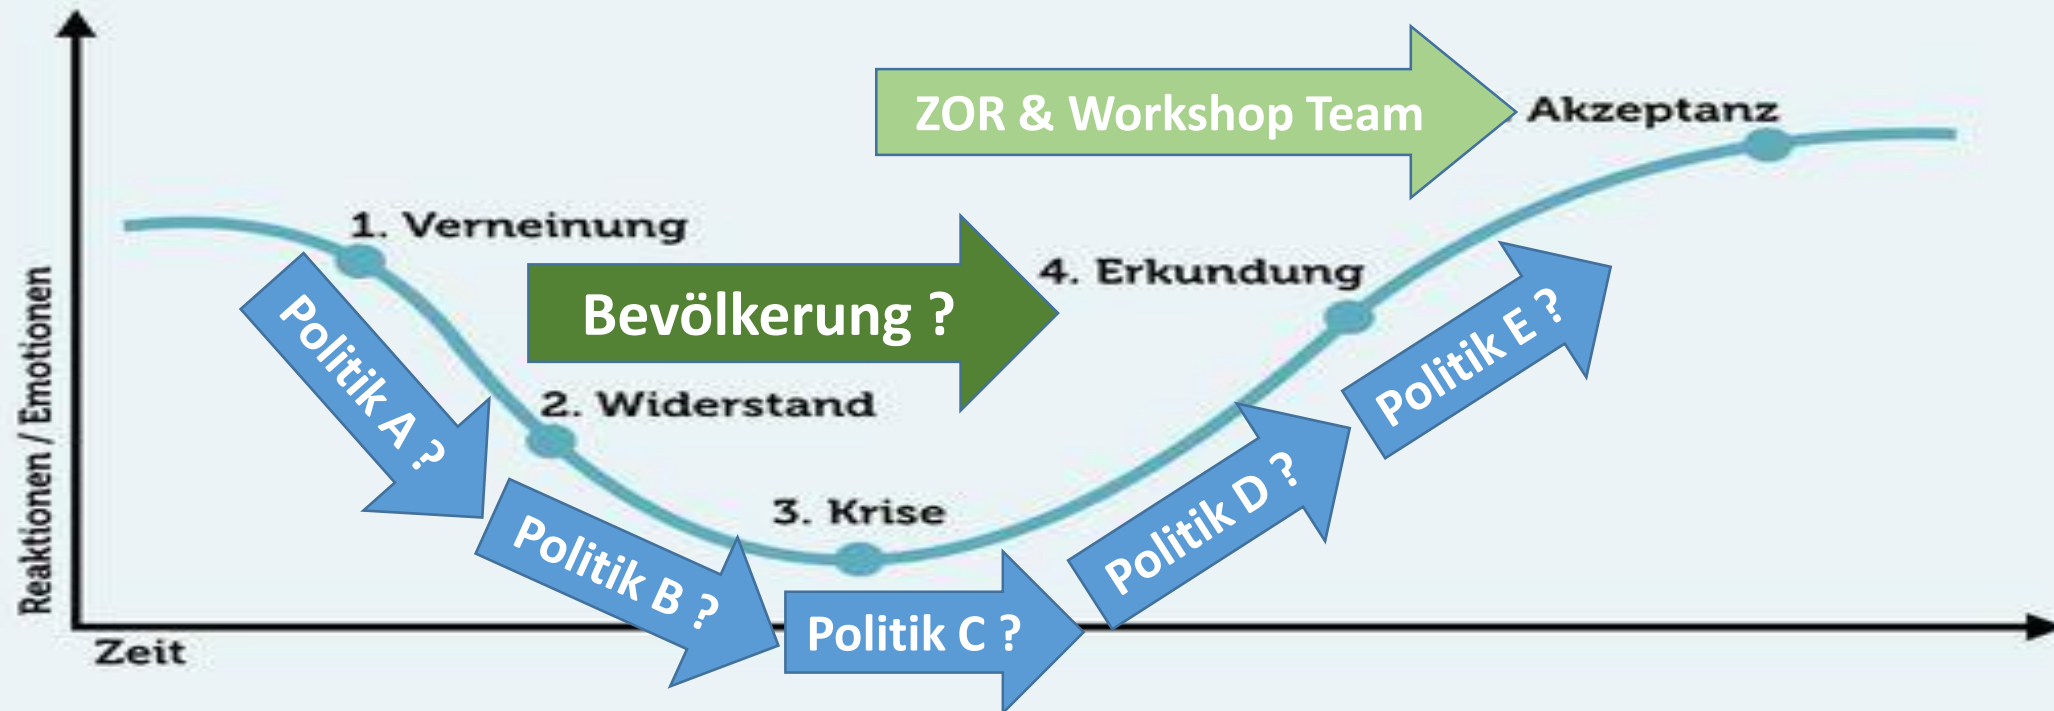 ZOR & Workshop Team
Akzeptanz
1. Verneinung
Bevölkerung ?
4. Erkundung
Politik A ?
2. Widerstand
Politik E ?
3. Krise
Politik B ?
Politik D ?
Politik C ?
Reaktionen / Emotionen
Zeit